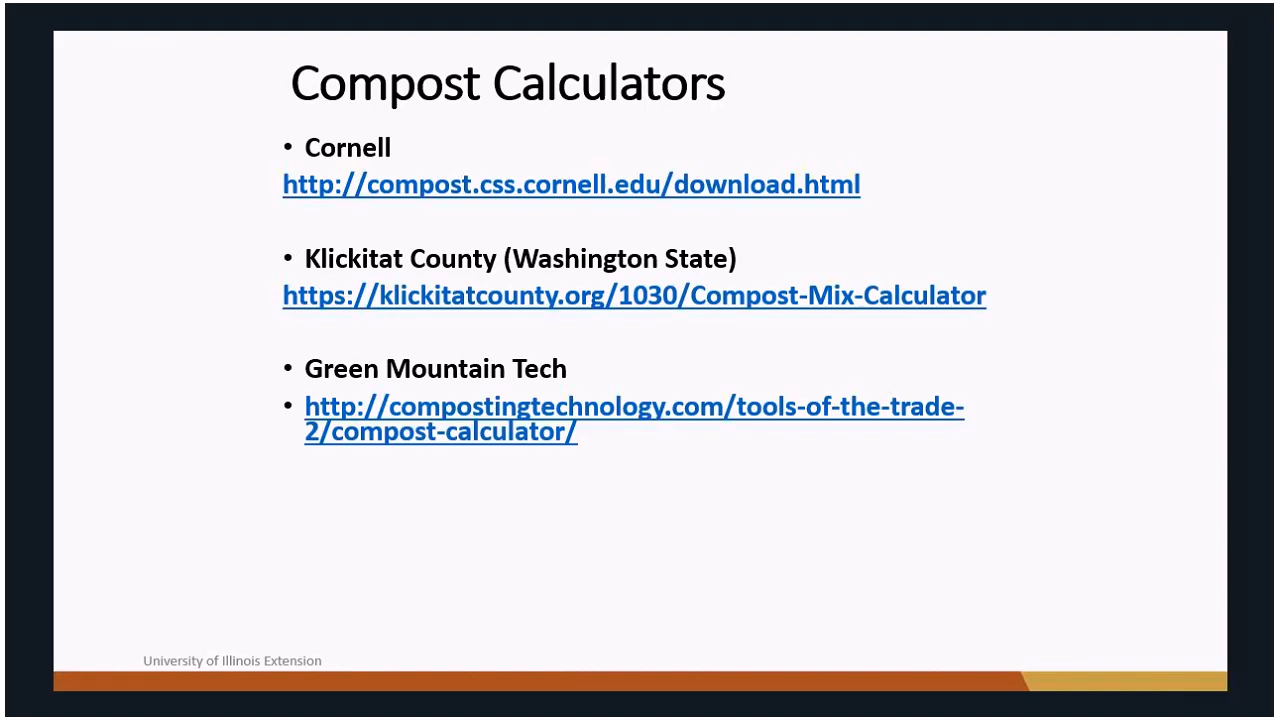 Compost Calculators
• Cornell
http://compost.css.cornell.edu/download.html
• Klickitat County (Washington State)
https://klickitatcounty.org/1030/Compost-Mix-Calculator
• Green Mountain Tech
• http://compostingtechnology.com/tools-of-the-trade-
2/compost-calculator/
University of Illinois Extension